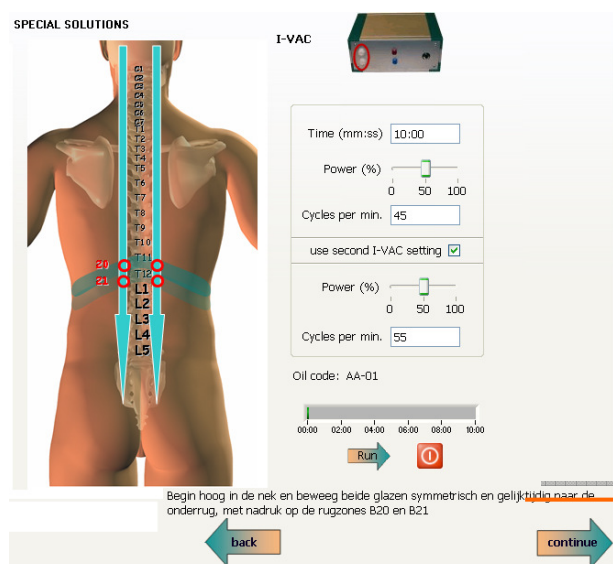 SPECIAL SOLUTIONS
I-VAC
C1
C2
C3
C4
C5
C6
C7
T1
T2
T3
T4
T5
T6
T7
T8
T9
T10
T11
20
T12
21
L1
L2
L3
L4
L5
Time (mm:ss) 10:00
Power (%)
0 50 100
Cycles per min. 45
use second I-VAC setting
Power (%)
0 50 100
Cycles per min. 55
Oil code: AA-01
00:00 02:00 04:00 06:00 08:00 10:00
Run
Begin hoog in de nek en beweeg beide glazen symmetrisch en gelijktijdig naar de
onderrug, met nadruk op de rugzones B20 en B21
back
continue